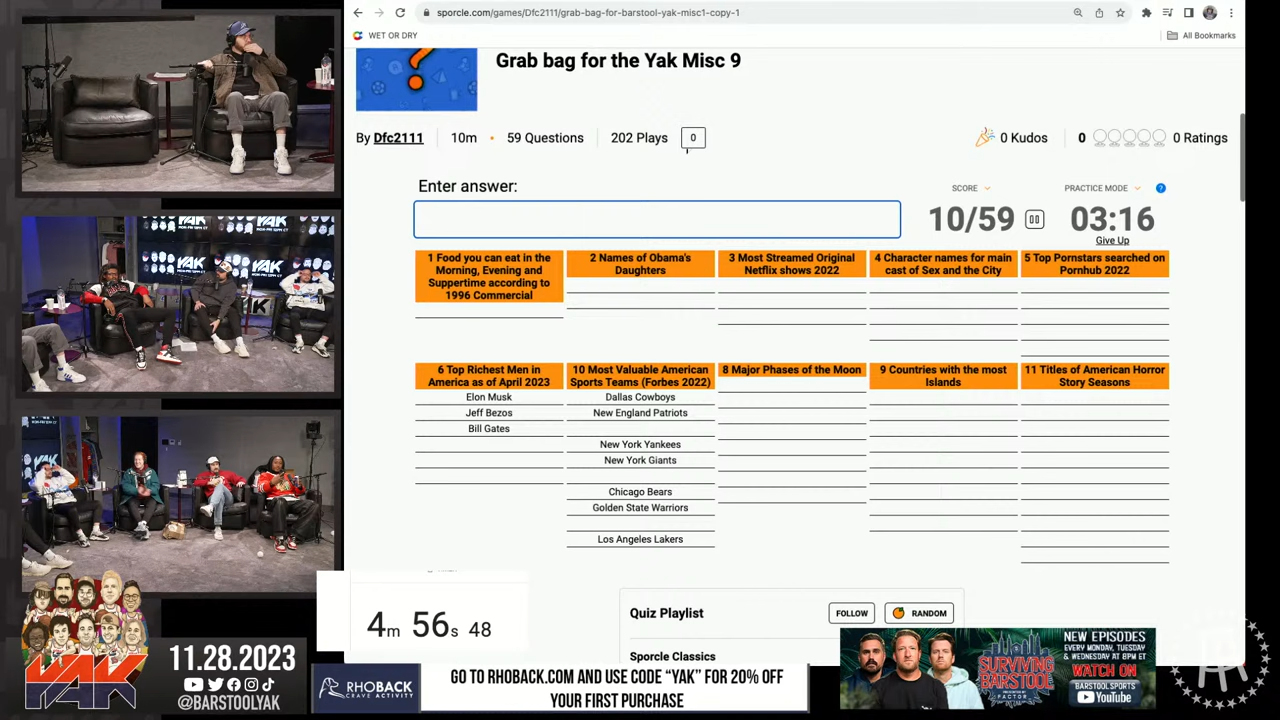 sporcle.com/games/Dfc2111/grab-bag-for-barstool-yak-misc1-copy-1
WET OR DRY
All Bookmarks
?
Grab bag for the Yak Misc 9
By Dfc2111
10m • 59 Questions
202 Plays
0
0 Kudos
0
0 Ratings
Enter answer:
SCORE
PRACTICE MODE
?
10/59
03:16
Give Up
1 Food you can eat in the
Morning, Evening and
Suppertime according to
1996 Commercial
2 Names of Obama's
Daughters
3 Most Streamed Original
Netflix shows 2022
4 Character names for main
cast of Sex and the City
5 Top Pornstars searched on
Pornhub 2022
6 Top Richest Men in
America as of April 2023
Elon Musk
Jeff Bezos
Bill Gates
10 Most Valuable American
Sports Teams (Forbes 2022)
Dallas Cowboys
New England Patriots
New York Yankees
New York Giants
Chicago Bears
Golden State Warriors
Los Angeles Lakers
8 Major Phases of the Moon
9 Countries with the most
Islands
11 Titles of American Horror
Story Seasons
4m 56s 48
Quiz Playlist
FOLLOW
RANDOM
Sporcle Classics
YAK
YAK
YAK
YAK
11.28.2023
@BARSTOOLYAK
RHOBACK
CRAVE ACTIVITY
GO TO RHOBACK.COM AND USE CODE "YAK" FOR 20% OFF
YOUR FIRST PURCHASE
SURVIVING
BARSTOOL
FACTOR
NEW EPISODES
EVERY MONDAY, TUESDAY
& WEDNESDAY AT 8PM ET
WATCH ON
BARSTOOL SPORTS
YouTube